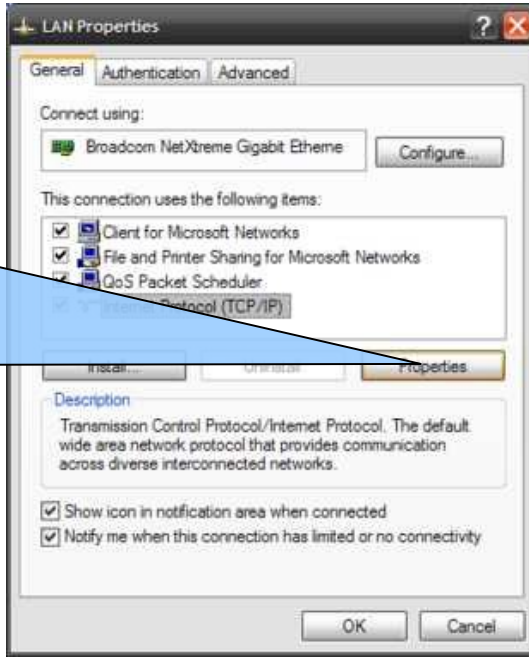 LAN Properties
General Authentication Advanced
Connect using:
Broadcom NetXtreme Gigabit Etherne Configure...
This connection uses the following items:
Client for Microsoft Networks
File and Printer Sharing for Microsoft Networks
QoS Packet Scheduler
Internet Protocol (TCP/IP)
Install... Uninstall Properties
Description
Transmission Control Protocol/Internet Protocol. The default
wide area network protocol that provides communication
across diverse interconnected networks.
Show icon in notification area when connected
Notify me when this connection has limited or no connectivity
OK Cancel